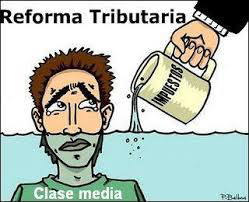 Reforma Tributaria
IMPUESTOS
Clase media